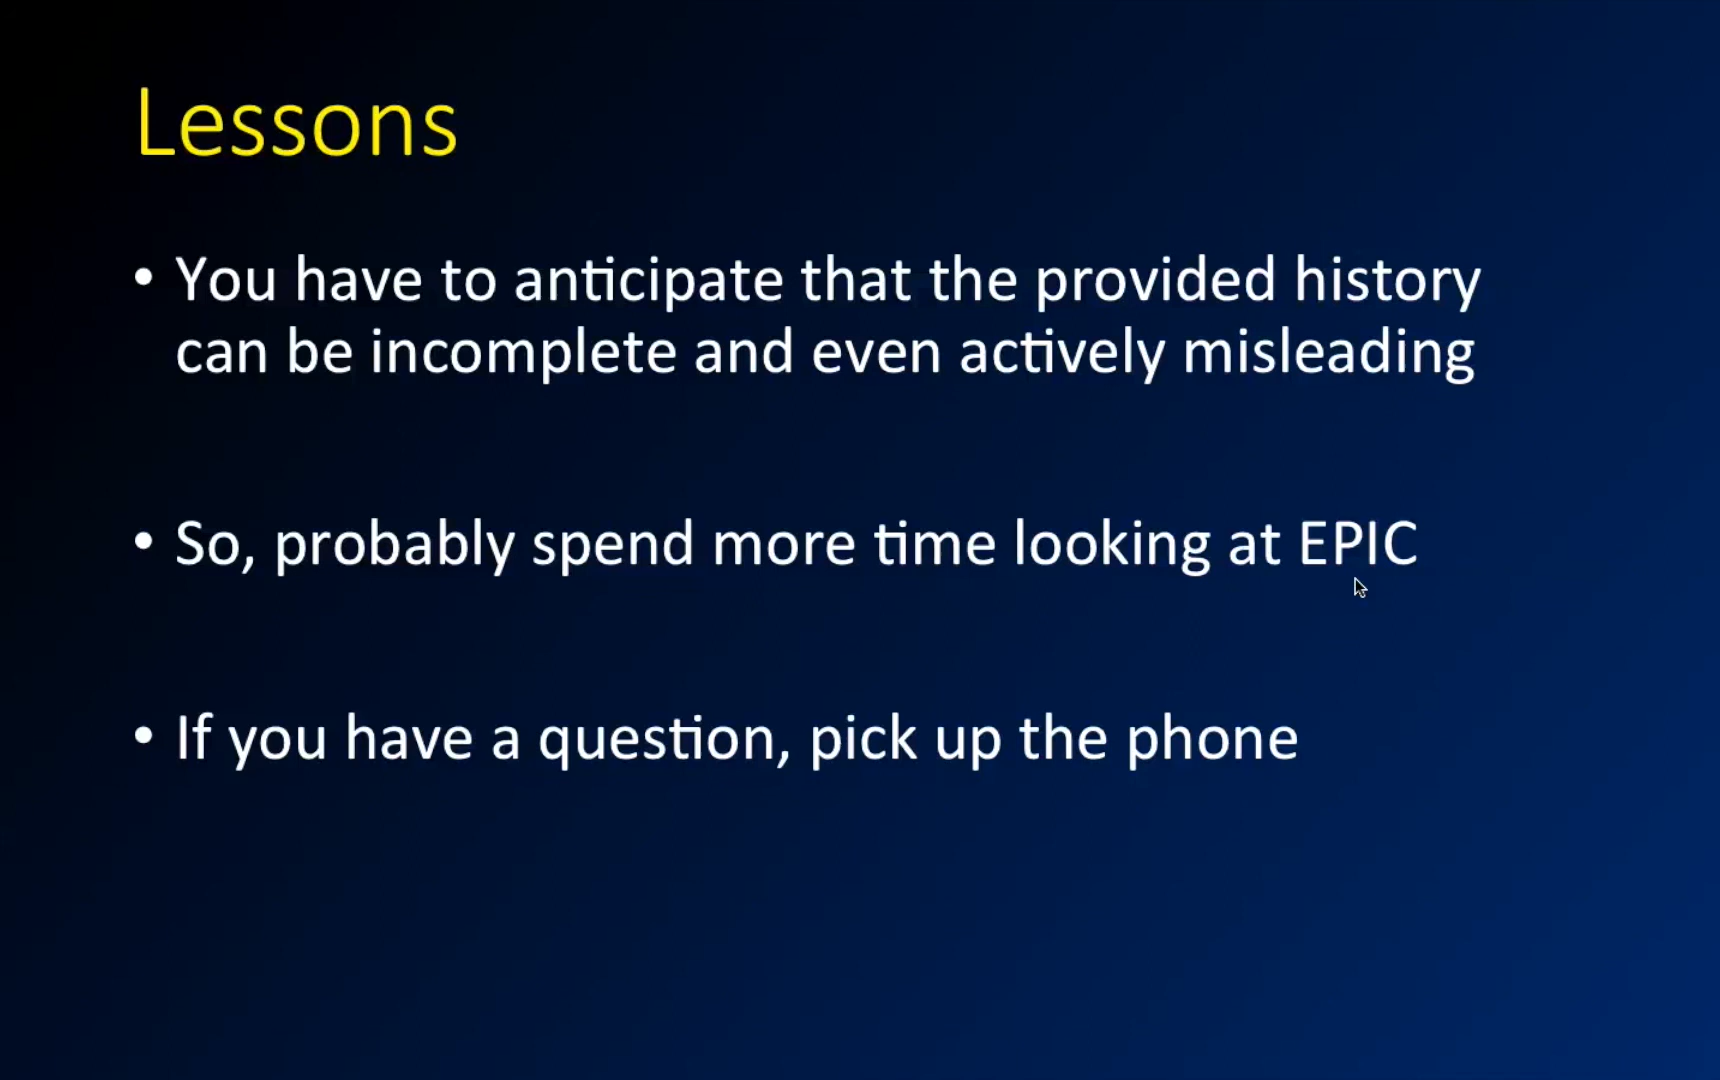 Lessons
• You have to anticipate that the provided history
can be incomplete and even actively misleading
• So, probably spend more time looking at EPIC
• If you have a question, pick up the phone